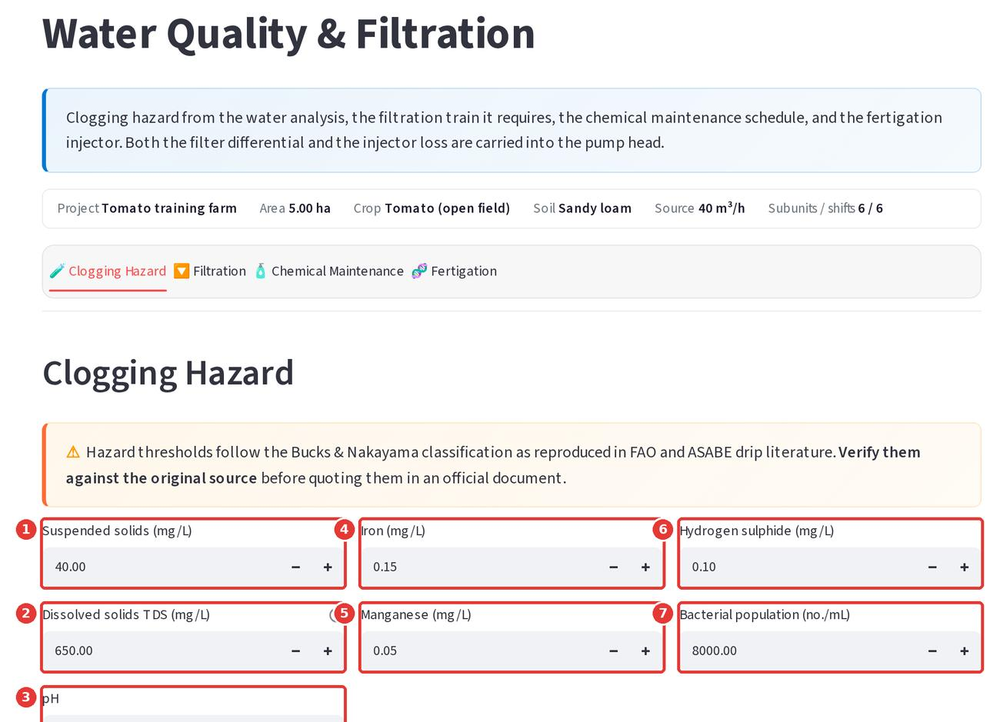 Water Quality & Filtration
Clogging hazard from the water analysis, the filtration train it requires, the chemical maintenance schedule, and the fertigation
injector. Both the filter differential and the injector loss are carried into the pump head.
Project Tomato training farm Area 5.00 ha Crop Tomato (open field) Soil Sandy loam Source 40 m³/h Subunits / shifts 6 / 6
Clogging Hazard Filtration Chemical Maintenance Fertigation
Clogging Hazard
⚠ Hazard thresholds follow the Bucks & Nakayama classification as reproduced in FAO and ASABE drip literature. Verify them
against the original source before quoting them in an official document.
1 Suspended solids (mg/L) 4 Iron (mg/L) 6 Hydrogen sulphide (mg/L)
40.00 − + 0.15 − + 0.10 − +
2 Dissolved solids TDS (mg/L) 5 Manganese (mg/L) 7 Bacterial population (no./mL)
650.00 − + 0.05 − + 8000.00 − +
3 pH